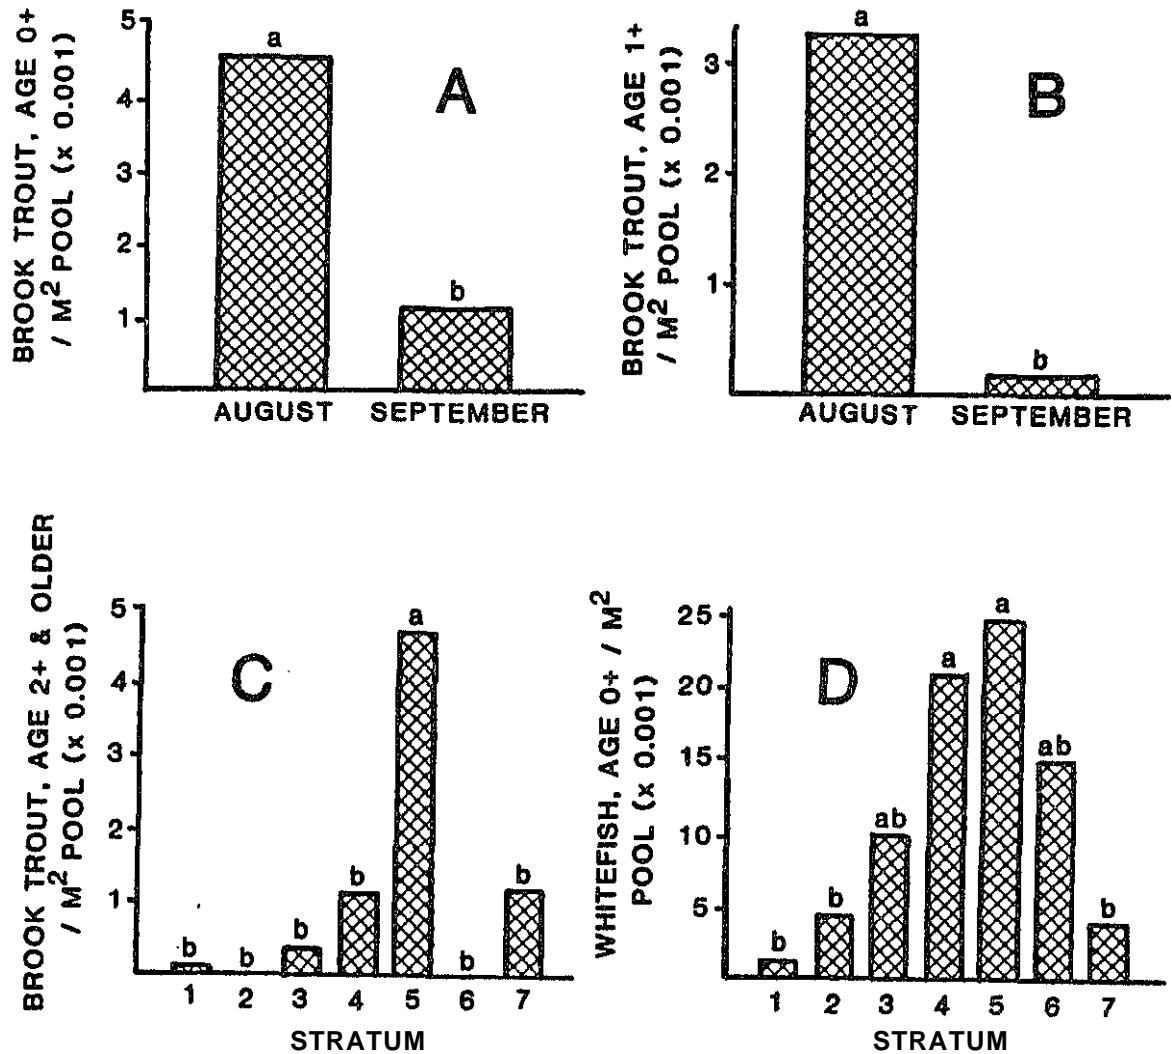 BROOK TROUT, AGE 0+
/ M² POOL (x 0.001)
5
4
3
2
1
a
b
A
AUGUST SEPTEMBER
BROOK TROUT, AGE 1+
/ M² POOL (x 0.001)
3
2
1
a
b
B
AUGUST SEPTEMBER
BROOK TROUT, AGE 2+ & OLDER
/ M² POOL (x 0.001)
5
4
3
2
1
C
b b b b a b b
1 2 3 4 5 6 7
STRATUM
WHITEFISH, AGE 0+ / M²
POOL (x 0.001)
25
20
15
10
5
D
b b ab a a ab b
1 2 3 4 5 6 7
STRATUM